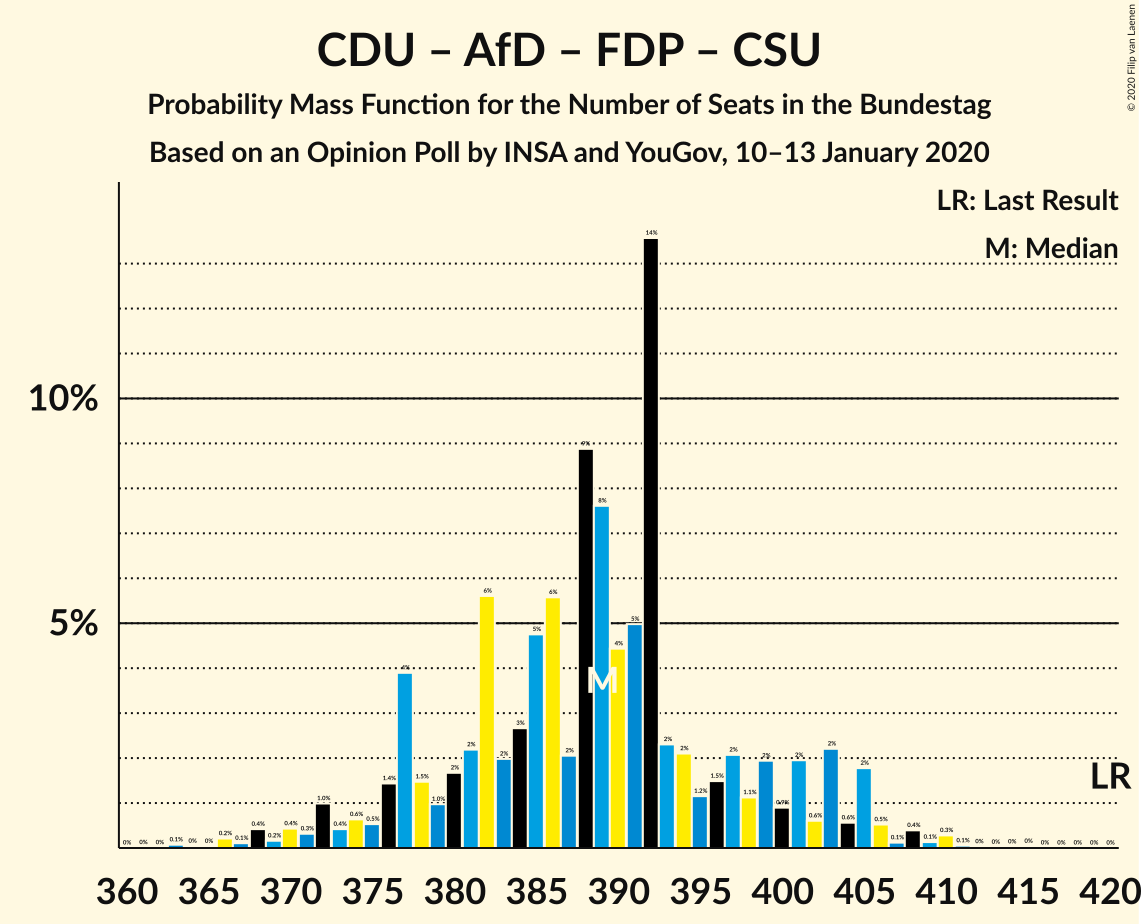 CDU – AfD – FDP – CSU
Probability Mass Function for the Number of Seats in the Bundestag
Based on an Opinion Poll by INSA and YouGov, 10–13 January 2020
© 2020 Filip van Laenen
LR: Last Result
M: Median
10%
5%
0% 0% 0% 0.1% 0% 0% 0.2% 0.1% 0.4% 0.2% 0.4% 0.3% 1.0% 0.4% 0.6% 0.5% 1.4% 4% 1.5% 1.0% 2% 2% 6% 2% 3% 5% 6% 2% 9% 8% 4% 5% 14% 2% 2% 1.2% 1.5% 2% 1.1% 2% 0.9% 2% 0.6% 2% 0.6% 2% 0.5% 0.1% 0.4% 0.1% 0.3% 0.1% 0% 0% 0% 0% 0% 0% 0% 0% 0%
M
LR
360 365 370 375 380 385 390 395 400 405 410 415 420